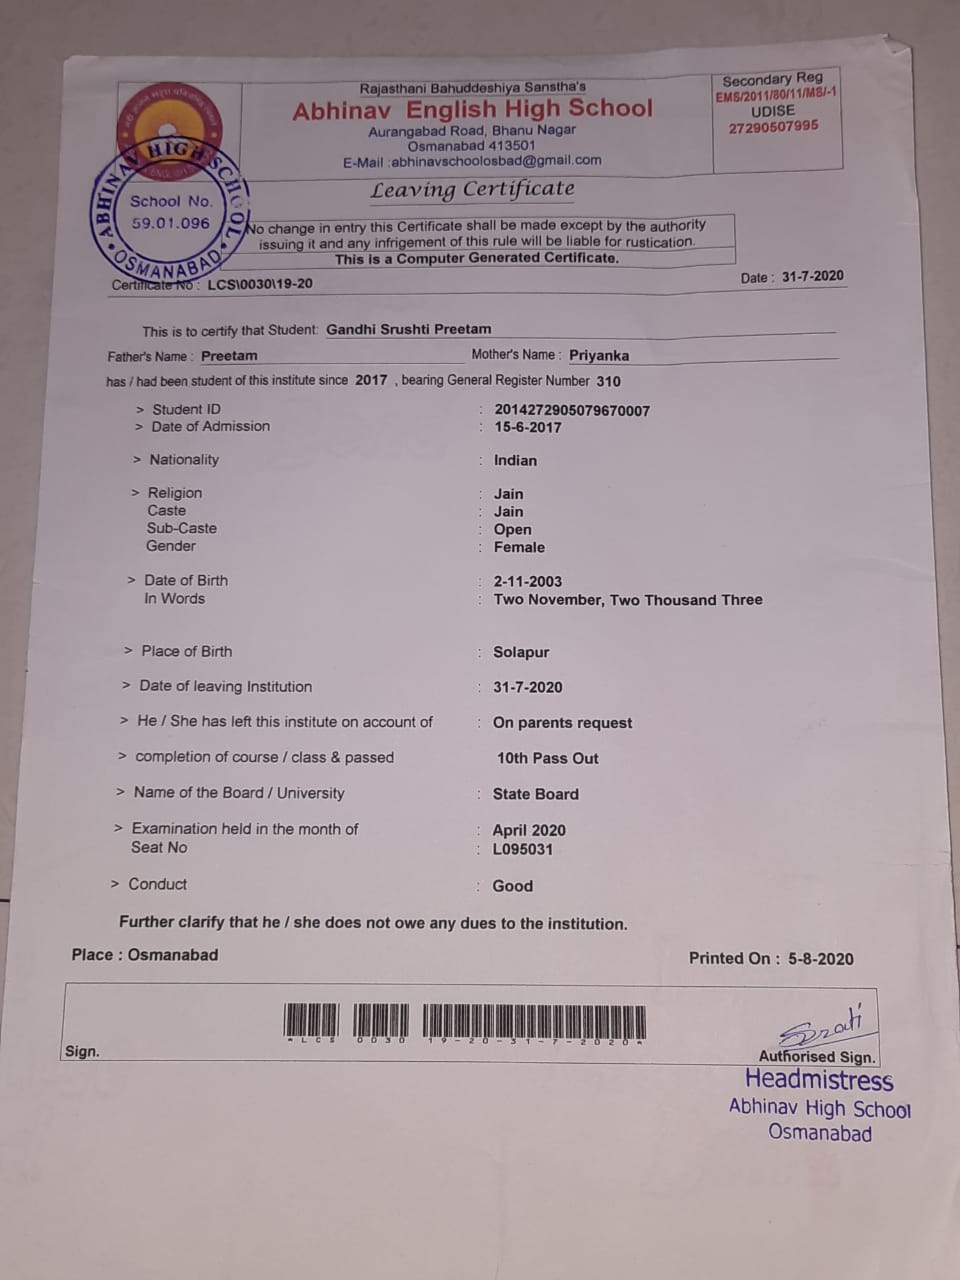 Rajasthani Bahuddeshiya Sanstha's
Abhinav English High School
Aurangabad Road, Bhanu Nagar
Osmanabad 413501
E-Mail :abhinavschoolosbad@gmail.com
Secondary Reg
EMS/2011/80/11/MS/-1
UDISE
27290507995
ABHINAV HIGH SCHOOL
School No.
59.01.096
OSMANABAD
Leaving Certificate
No change in entry this Certificate shall be made except by the authority
issuing it and any infrigement of this rule will be liable for rustication.
This is a Computer Generated Certificate.
Certificate No : LCS\0030\19-20
Date : 31-7-2020
This is to certify that Student: Gandhi Srushti Preetam
Father's Name : Preetam Mother's Name : Priyanka
has / had been student of this institute since 2017 , bearing General Register Number 310
> Student ID : 2014272905079670007
> Date of Admission : 15-6-2017
> Nationality : Indian
> Religion : Jain
Caste : Jain
Sub-Caste : Open
Gender : Female
> Date of Birth : 2-11-2003
In Words : Two November, Two Thousand Three
> Place of Birth : Solapur
> Date of leaving Institution : 31-7-2020
> He / She has left this institute on account of : On parents request
> completion of course / class & passed 10th Pass Out
> Name of the Board / University : State Board
> Examination held in the month of : April 2020
Seat No : L095031
> Conduct : Good
Further clarify that he / she does not owe any dues to the institution.
Place : Osmanabad Printed On : 5-8-2020
*LCS 0030 19-20-31-7-2020*
Sign.
Authorised Sign.
Headmistress
Abhinav High School
Osmanabad